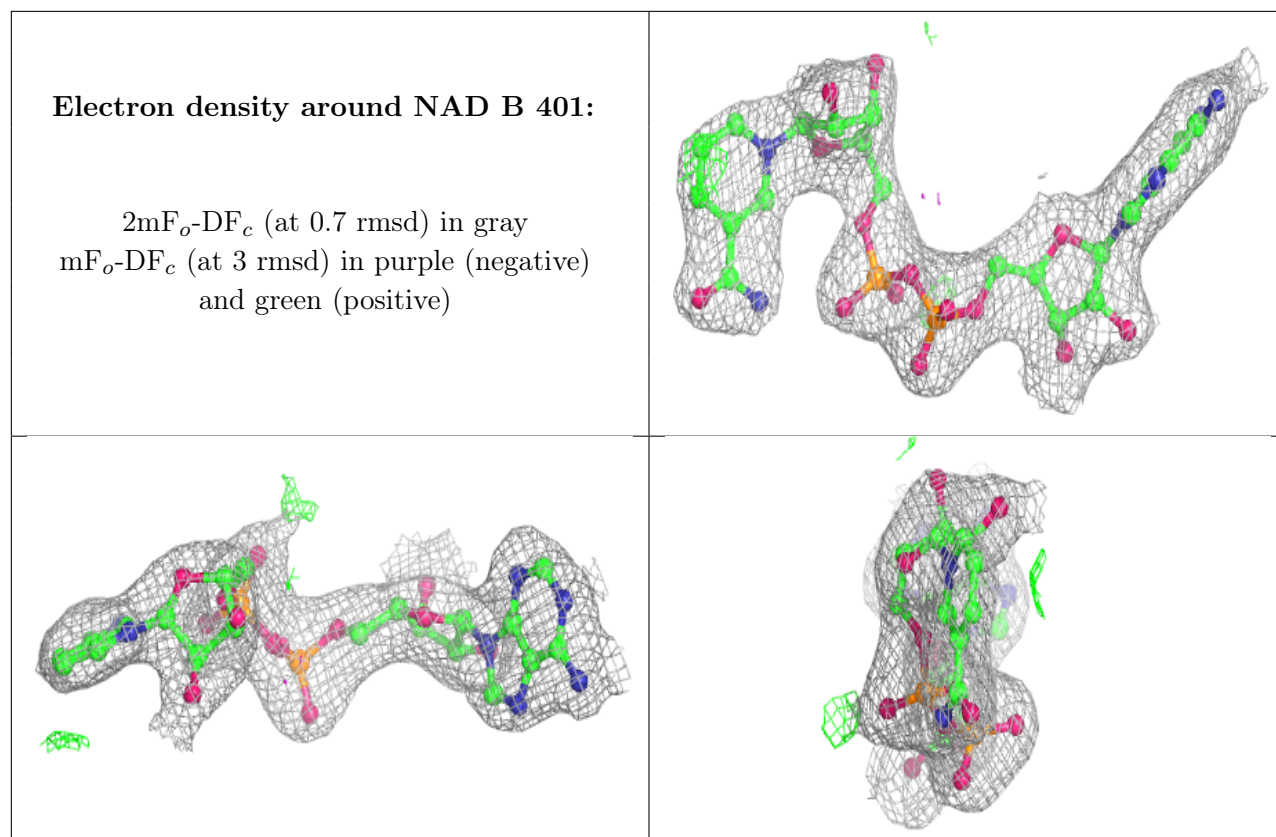 Electron density around NAD B 401:
2mFo-DFc (at 0.7 rmsd) in gray
mFo-DFc (at 3 rmsd) in purple (negative)
and green (positive)